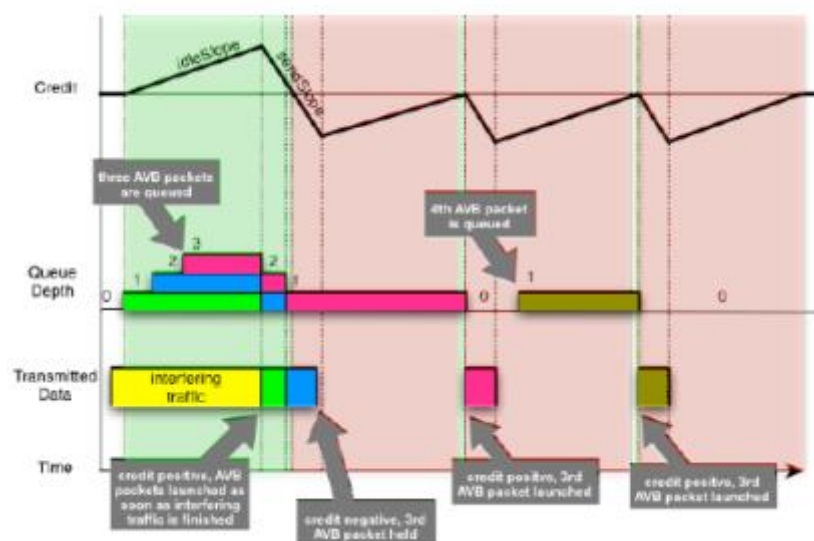 idleSlope
sendSlope
Credit
three AVB packets
are queued
4th AVB packet
is queued
3
2
2
1
1
1
0
0
0
Queue
Depth
Transmitted
Data
interfering
traffic
Time
credit positive, AVB
packets launched as
soon as interfering
traffic is finished
credit negative, 3rd
AVB packet held
credit positve, 3rd
AVB packet launched
credit positve, 3rd
AVB packet launched